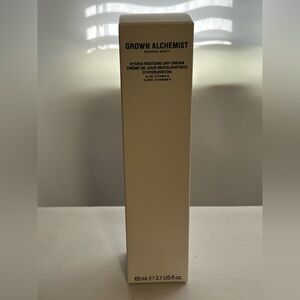 GROWN ALCHEMIST
HYDRA-RESTORE DAY CREAM
CRÈME DE JOUR RESTAURATRICE
D'HYDRATATION
65 mL ℮ 2.1 US fl.oz